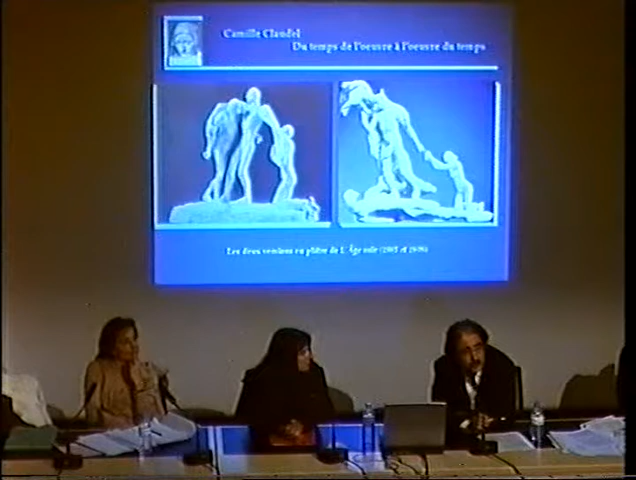 Camille Claudel
Du temps de l'oeuvre à l'oeuvre du temps
Les deux versions en plâtre de L'Âge mûr